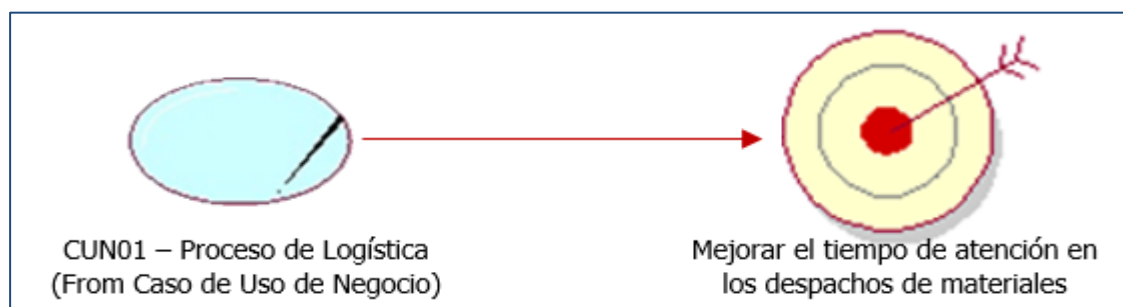 CUN01 – Proceso de Logística
(From Caso de Uso de Negocio)
Mejorar el tiempo de atención en
los despachos de materiales